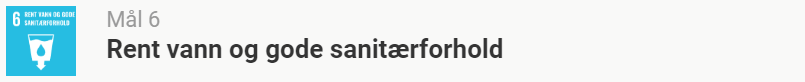 6 RENT VANN OG GODE
SANITÆRFORHOLD
Mål 6
Rent vann og gode sanitærforhold